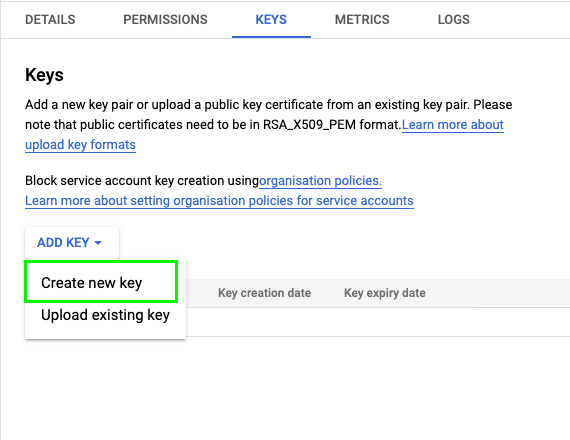 DETAILS PERMISSIONS KEYS METRICS LOGS
Keys
Add a new key pair or upload a public key certificate from an existing key pair. Please
note that public certificates need to be in RSA_X509_PEM format.Learn more about
upload key formats
Block service account key creation usingorganisation policies.
Learn more about setting organisation policies for service accounts
ADD KEY
Create new key
Key creation date Key expiry date
Upload existing key